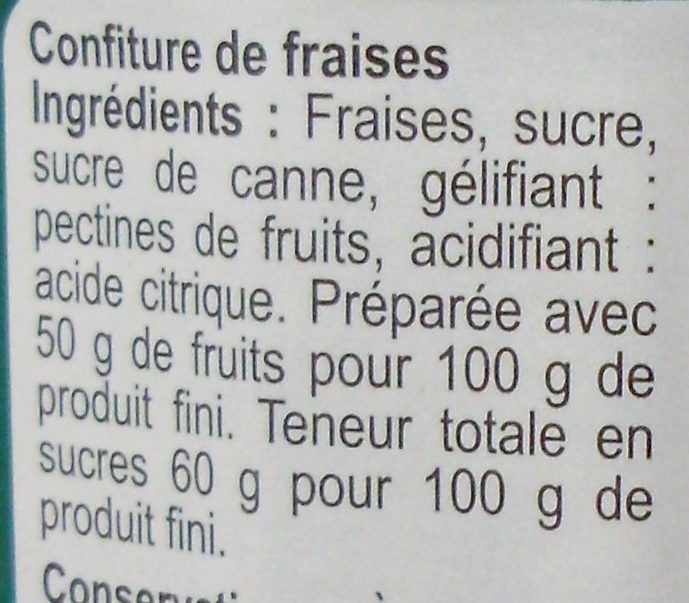 Confiture de fraises
Ingrédients : Fraises, sucre,
sucre de canne, gélifiant :
pectines de fruits, acidifiant :
acide citrique. Préparée avec
50 g de fruits pour 100 g de
produit fini. Teneur totale en
sucres 60 g pour 100 g de
produit fini.